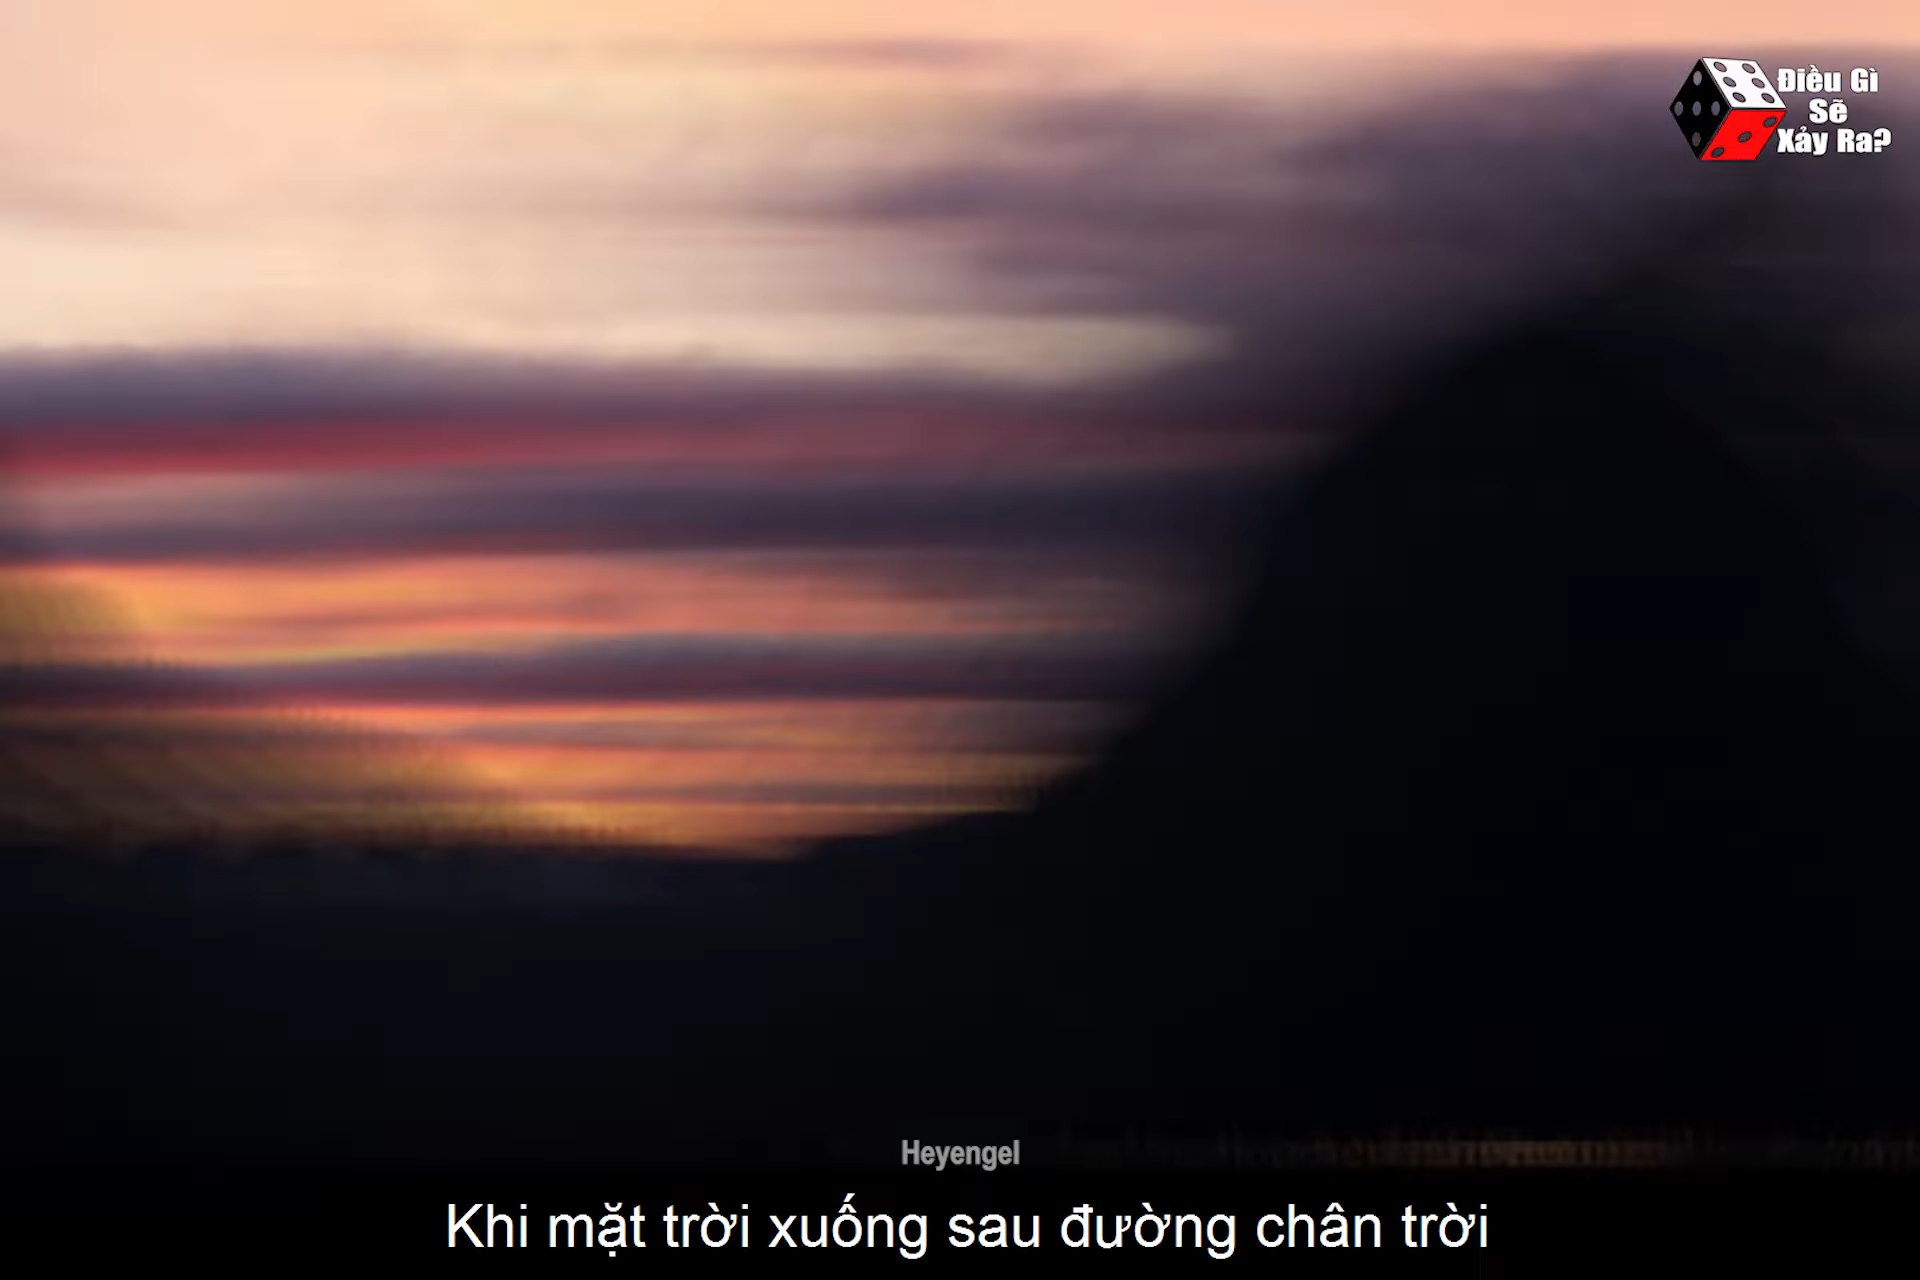 Điều Gì
Sẽ
Xảy Ra?
Heyengel
Khi mặt trời xuống sau đường chân trời